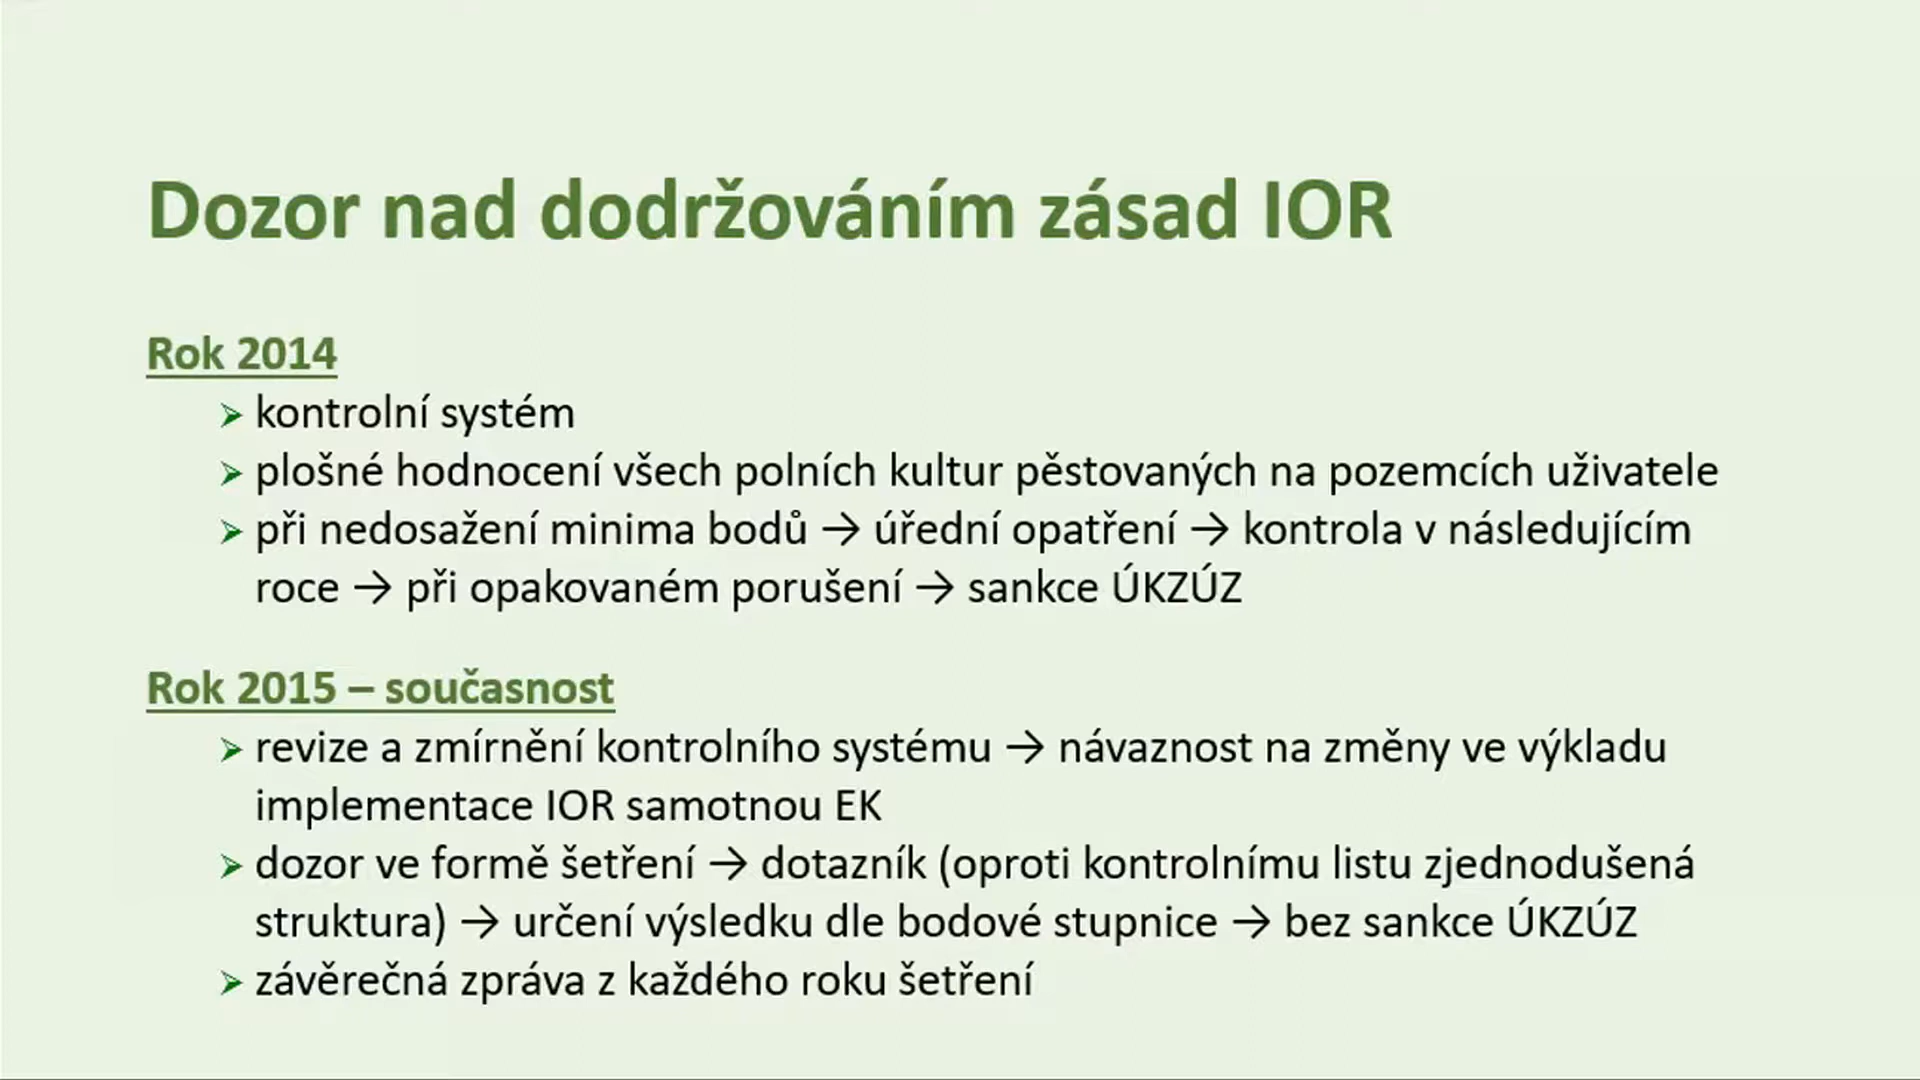 Dozor nad dodržováním zásad IOR
Rok 2014
➢ kontrolní systém
➢ plošné hodnocení všech polních kultur pěstovaných na pozemcích uživatele
➢ při nedosažení minima bodů → úřední opatření → kontrola v následujícím
roce → při opakovaném porušení → sankce ÚKZÚZ
Rok 2015 – současnost
➢ revize a zmírnění kontrolního systému → návaznost na změny ve výkladu
implementace IOR samotnou EK
➢ dozor ve formě šetření → dotazník (oproti kontrolnímu listu zjednodušená
struktura) → určení výsledku dle bodové stupnice → bez sankce ÚKZÚZ
➢ závěrečná zpráva z každého roku šetření